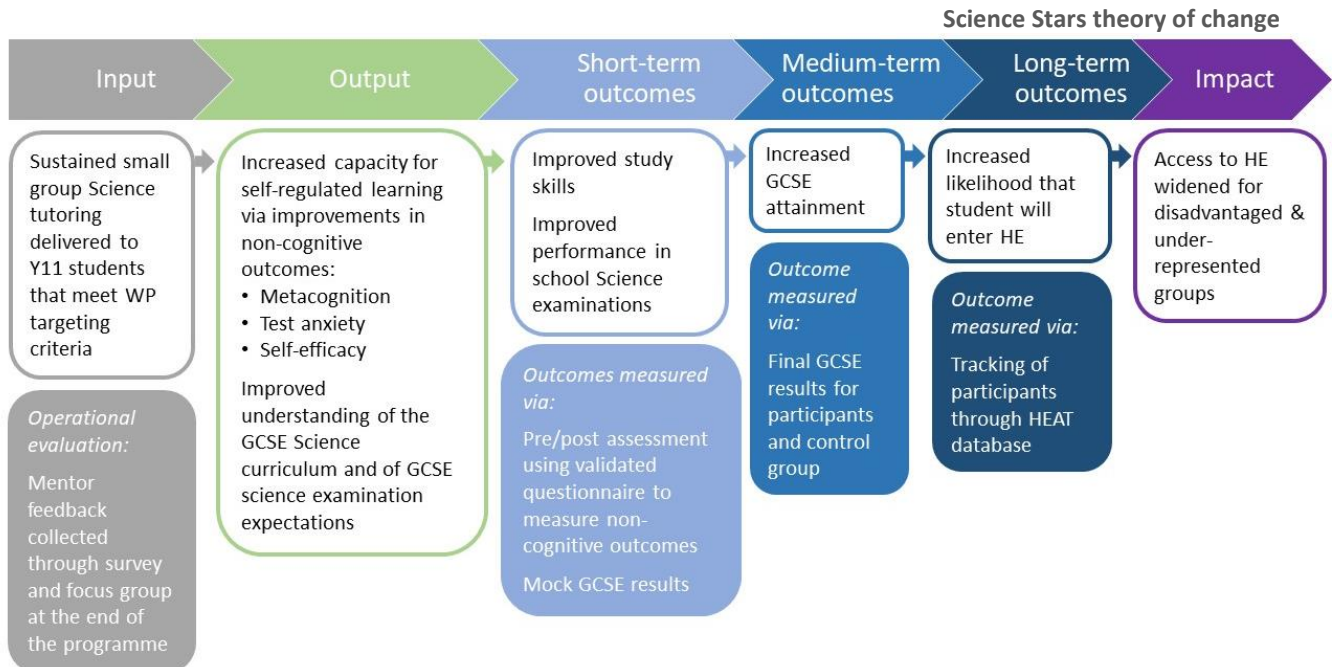 Science Stars theory of change
Input
Output
Short-term
outcomes
Medium-term
outcomes
Long-term
outcomes
Impact
Sustained small
group Science
tutoring
delivered to
Y11 students
that meet WP
targeting
criteria
Operational
evaluation:
Mentor
feedback
collected
through survey
and focus group
at the end of
the programme
Increased capacity for
self-regulated learning
via improvements in
non-cognitive
outcomes:
• Metacognition
• Test anxiety
• Self-efficacy
Improved
understanding of the
GCSE Science
curriculum and of GCSE
science examination
expectations
Improved study
skills
Improved
performance in
school Science
examinations
Outcomes measured
via:
Pre/post assessment
using validated
questionnaire to
measure non-
cognitive outcomes
Mock GCSE results
Increased
GCSE
attainment
Outcome
measured
via:
Final GCSE
results for
participants
and control
group
Increased
likelihood that
student will
enter HE
Outcome
measured via:
Tracking of
participants
through HEAT
database
Access to HE
widened for
disadvantaged &
under-
represented
groups